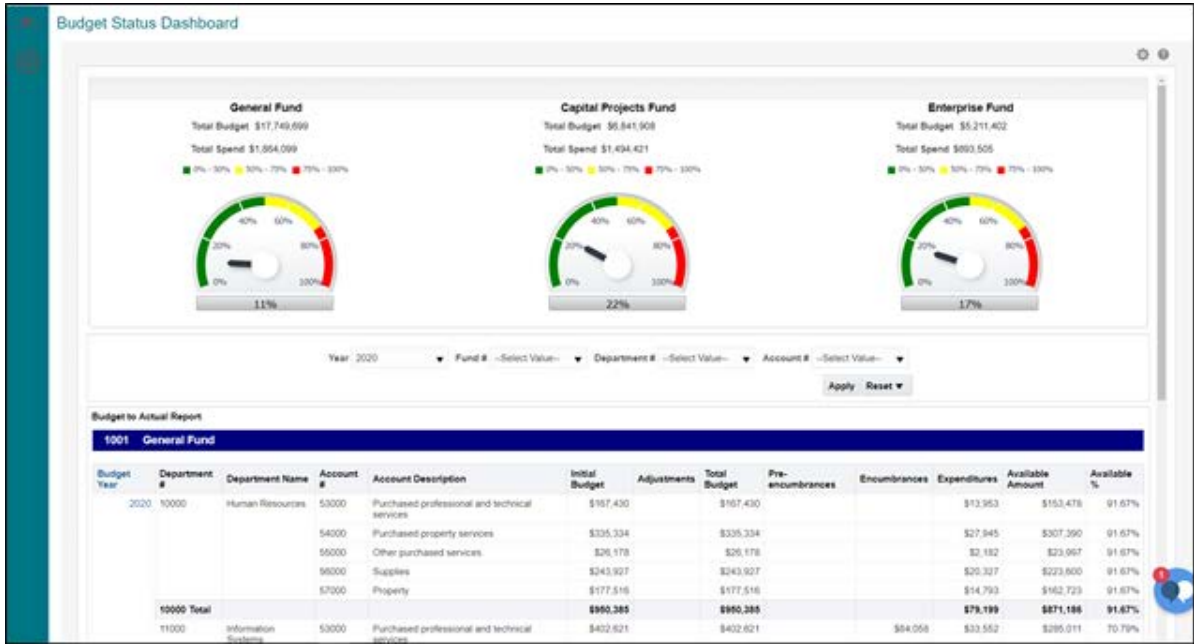 Budget Status Dashboard
General Fund
Total Budget $17,749,699
Total Spend $1,864,099
0% - 50% 50% - 75% 75% - 100%
0% 20% 40% 60% 80% 100%
11%
Capital Projects Fund
Total Budget $6,841,908
Total Spend $1,494,421
0% - 50% 50% - 75% 75% - 100%
0% 20% 40% 60% 80% 100%
22%
Enterprise Fund
Total Budget $5,211,402
Total Spend $893,505
0% - 50% 50% - 75% 75% - 100%
0% 20% 40% 60% 80% 100%
17%
Year 2020 Fund # --Select Value-- Department # --Select Value-- Account # --Select Value--
Apply Reset
Budget to Actual Report
1001 General Fund
Budget Year Department # Department Name Account # Account Description Initial Budget Adjustments Total Budget Pre-encumbrances Encumbrances Expenditures Available Amount Available %
2020 10000 Human Resources 53000 Purchased professional and technical services $167,430 $167,430 $13,953 $153,478 91.67%
54000 Purchased property services $335,334 $335,334 $27,945 $307,390 91.67%
55000 Other purchased services $26,178 $26,178 $2,182 $23,997 91.67%
56000 Supplies $243,927 $243,927 $20,327 $223,600 91.67%
57000 Property $177,516 $177,516 $14,793 $162,723 91.67%
10000 Total $950,385 $950,385 $79,199 $871,186 91.67%
11000 Information Systems 53000 Purchased professional and technical services $402,621 $402,621 $84,058 $33,552 $285,011 70.79%
1